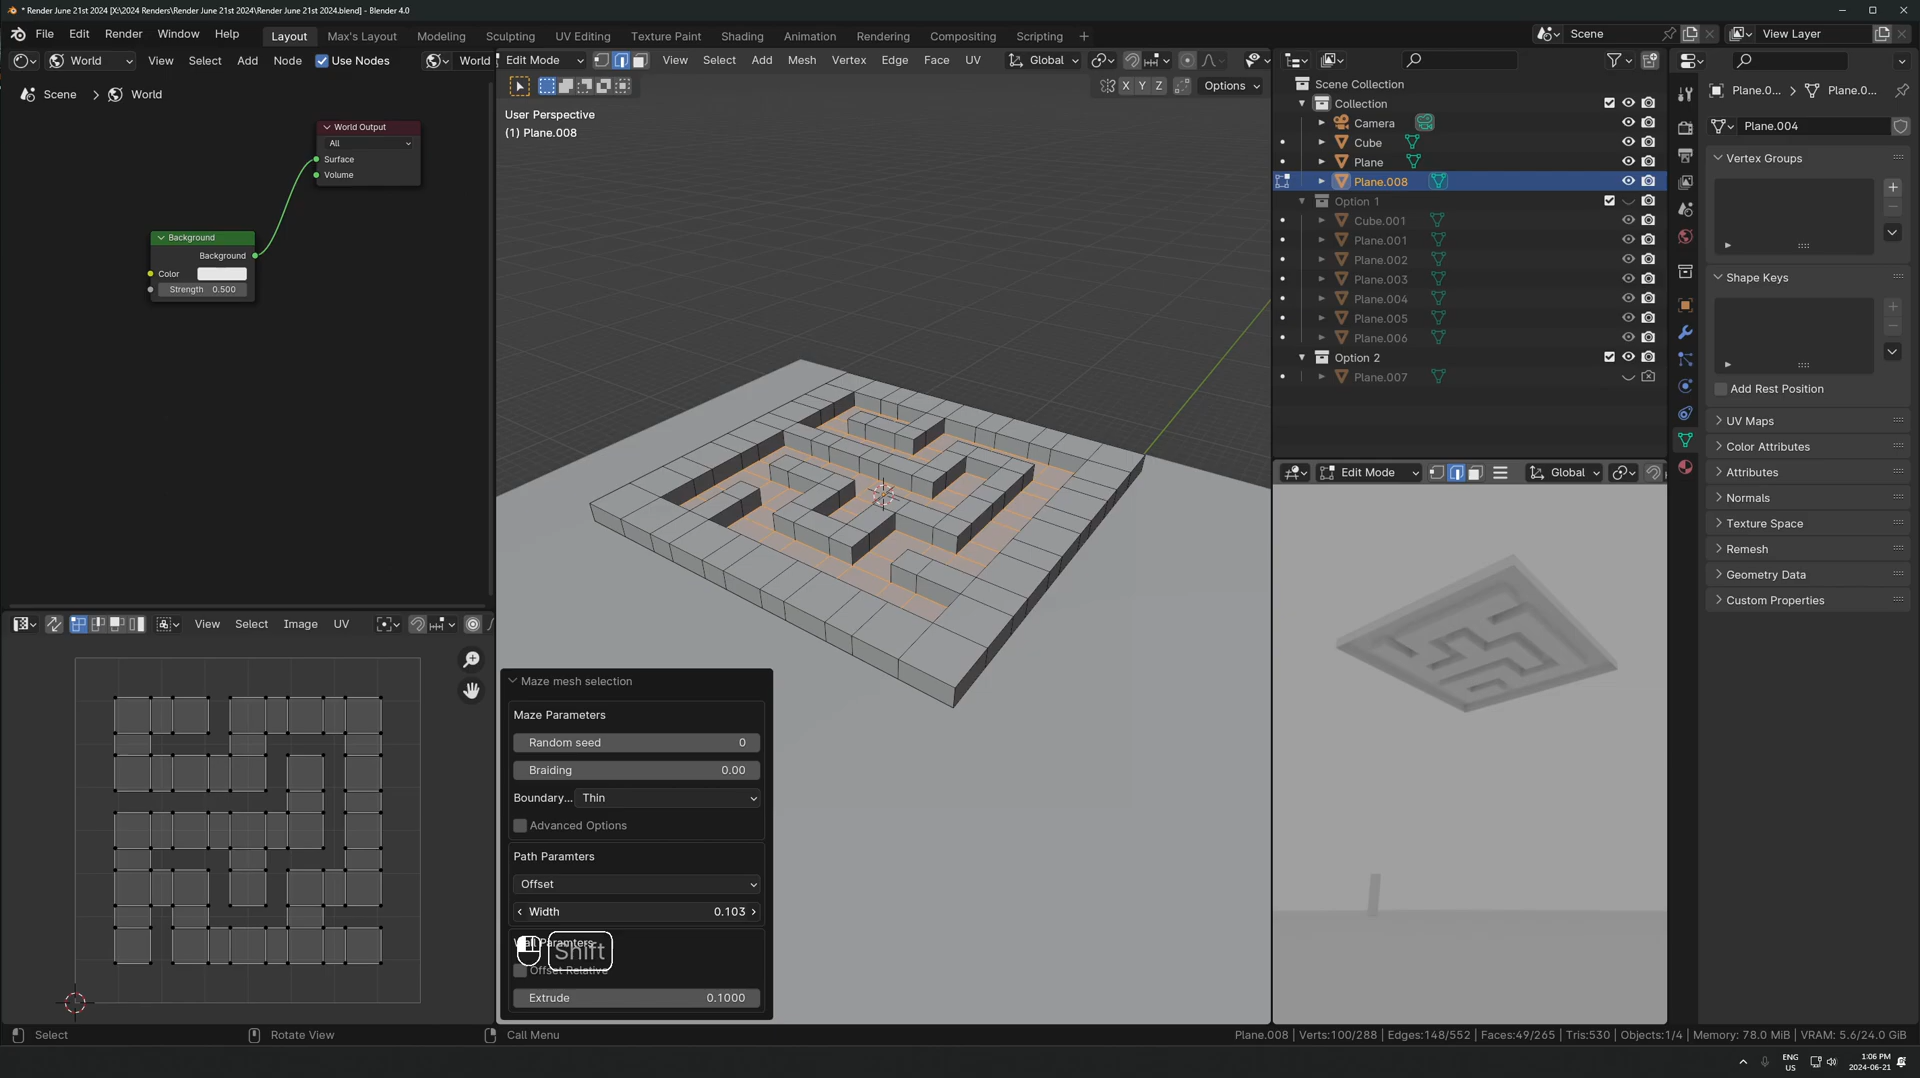 * Render June 21st 2024 [X:\2024 Renders\Render June 21st 2024\Render June 21st 2024.blend] - Blender 4.0
File Edit Render Window Help Layout Max's Layout Modeling Sculpting UV Editing Texture Paint Shading Animation Rendering Compositing Scripting + Scene View Layer
World View Select Add Node Use Nodes World
Edit Mode View Select Add Mesh Vertex Edge Face UV Global
Scene > World
X Y Z Options
User Perspective
(1) Plane.008
World Output
All
Surface
Volume
Background
Background
Color
Strength 0.500
Scene Collection
Collection
Camera
Cube
Plane
Plane.008
Option 1
Cube.001
Plane.001
Plane.002
Plane.003
Plane.004
Plane.005
Plane.006
Option 2
Plane.007
Plane.0... > Plane.0...
Plane.004
Vertex Groups
Shape Keys
Add Rest Position
UV Maps
Color Attributes
Attributes
Normals
Texture Space
Remesh
Geometry Data
Custom Properties
Edit Mode Global
View Select Image UV
Maze mesh selection
Maze Parameters
Random seed 0
Braiding 0.00
Boundary... Thin
Advanced Options
Path Paramters
Offset
Width 0.103
Wall Paramters
Shift
Offset Relative
Extrude 0.1000
Select Rotate View Call Menu
Plane.008 | Verts:100/288 | Edges:148/552 | Faces:49/265 | Tris:530 | Objects:1/4 | Memory: 78.0 MiB | VRAM: 5.6/24.0 GiB
ENG
US
1:06 PM
2024-06-21